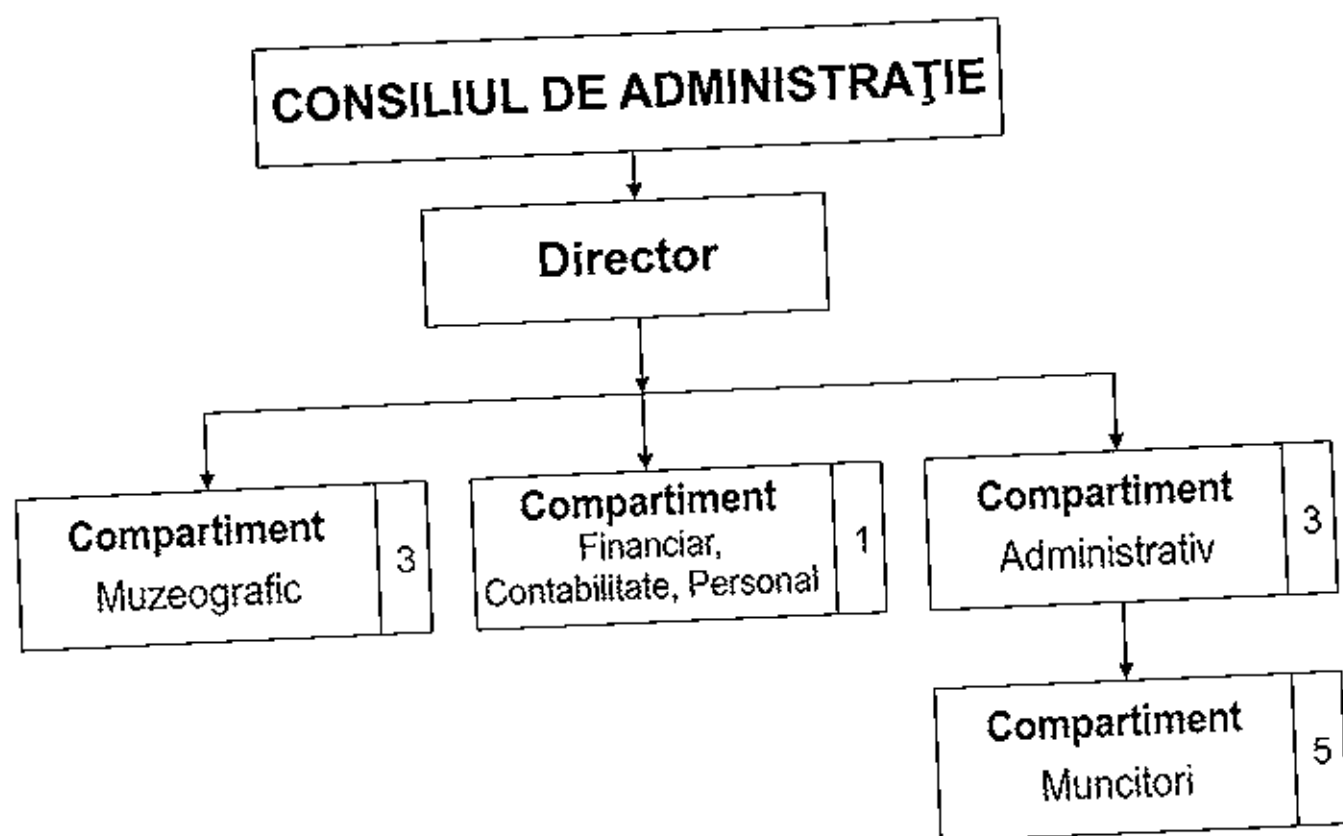 CONSILIUL DE ADMINISTRAŢIE
Director
Compartiment
Muzeografic
3
Compartiment
Financiar,
Contabilitate, Personal
1
Compartiment
Administrativ
3
Compartiment
Muncitori
5